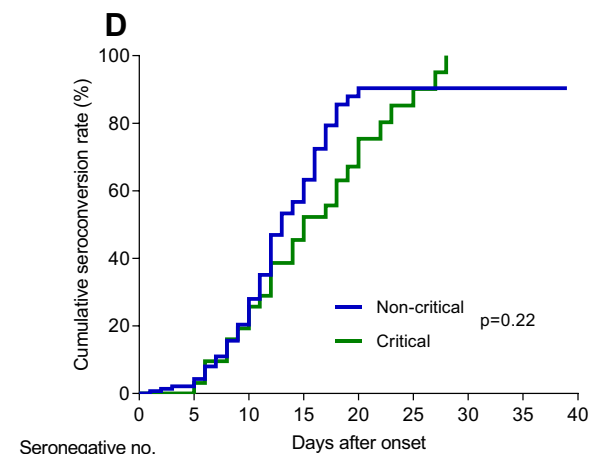 D
Cumulative seroconversion rate (%)
100
80
60
40
20
0
Non-critical
Critical
p=0.22
0 5 10 15 20 25 30 35 40
Days after onset
Seronegative no.